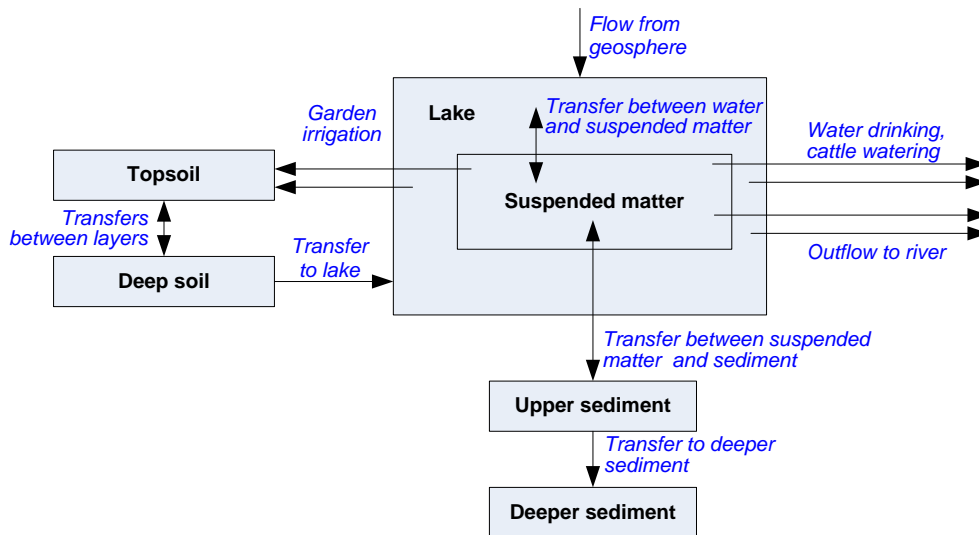 Flow from
geosphere
Lake
Transfer between water
and suspended matter
Garden
irrigation
Water drinking,
cattle watering
Topsoil
Suspended matter
Transfers
between layers
Transfer
to lake
Outflow to river
Deep soil
Transfer between suspended
matter and sediment
Upper sediment
Transfer to deeper
sediment
Deeper sediment